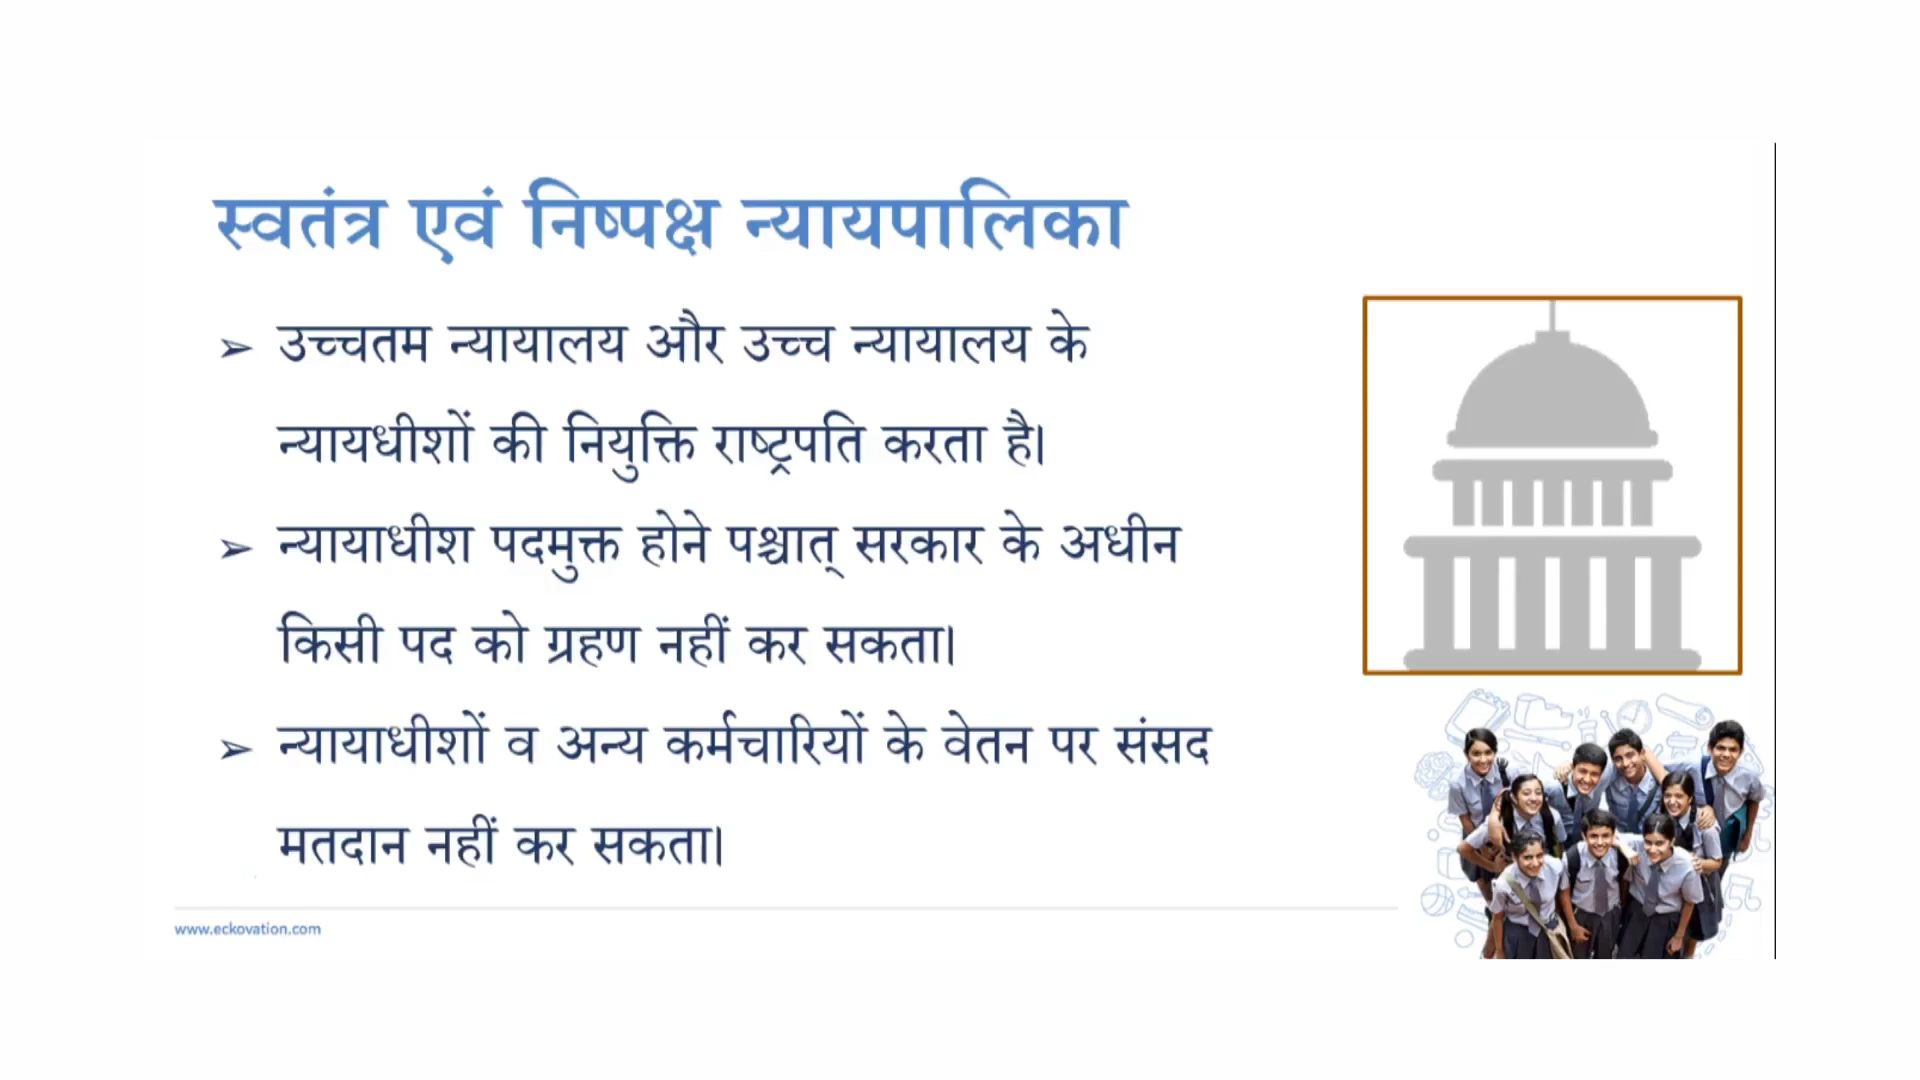 स्वतंत्र एवं निष्पक्ष न्यायपालिका
➢ उच्चतम न्यायालय और उच्च न्यायालय के
न्यायधीशों की नियुक्ति राष्ट्रपति करता है।
➢ न्यायाधीश पदमुक्त होने पश्चात् सरकार के अधीन
किसी पद को ग्रहण नहीं कर सकता।
➢ न्यायाधीशों व अन्य कर्मचारियों के वेतन पर संसद
मतदान नहीं कर सकता।
www.eckovation.com